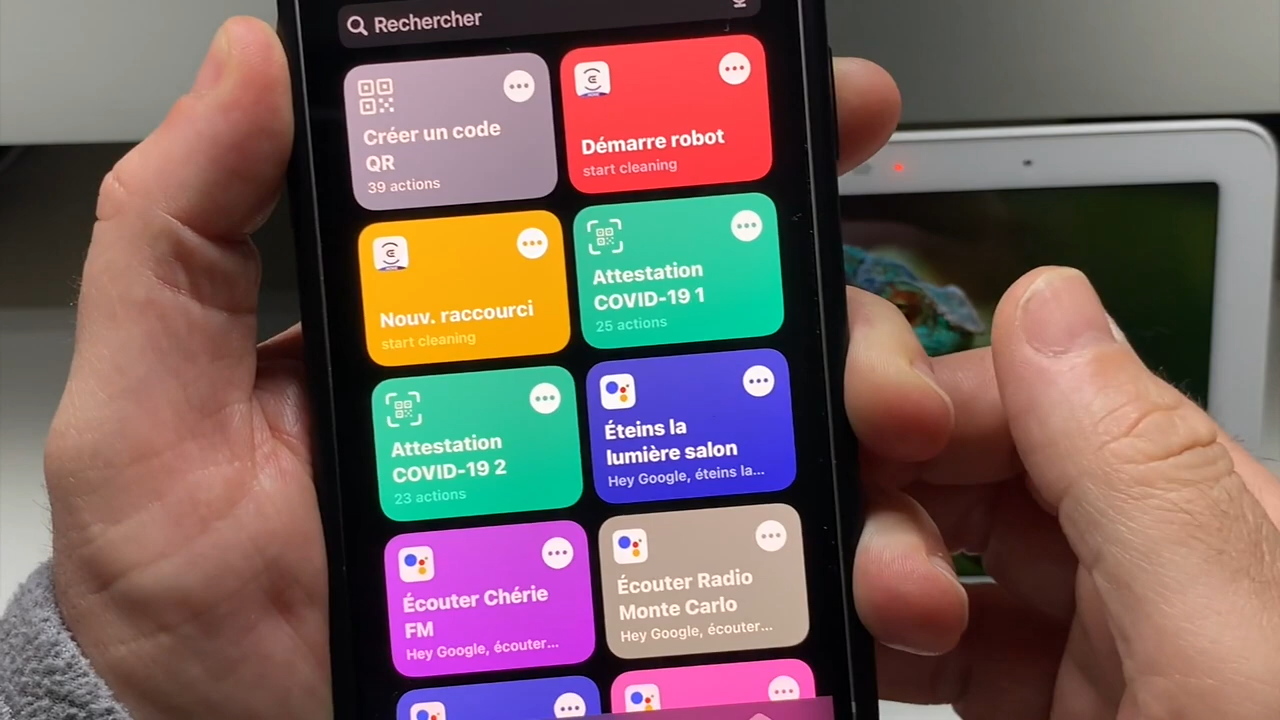 Rechercher
Créer un code
QR
39 actions
Démarre robot
start cleaning
Nouv. raccourci
start cleaning
Attestation
COVID-19 1
25 actions
Attestation
COVID-19 2
23 actions
Éteins la
lumière salon
Hey Google, éteins la...
Écouter Chérie
FM
Hey Google, écouter...
Écouter Radio
Monte Carlo
Hey Google, écouter...